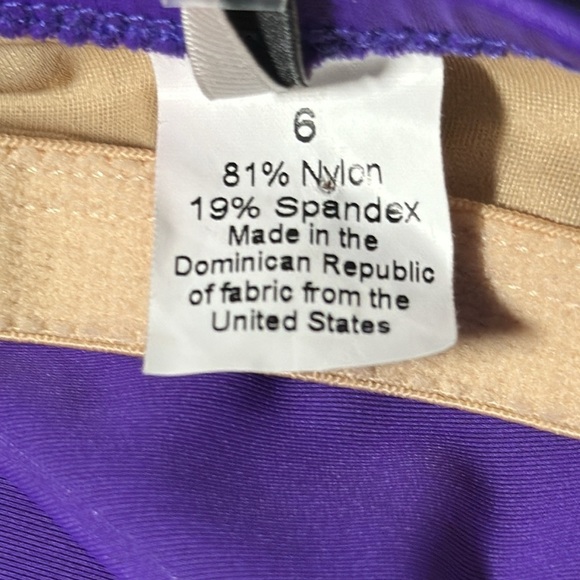 6
81% Nylon
19% Spandex
Made in the
Dominican Republic
of fabric from the
United States